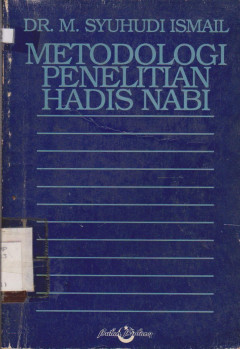 DR. M. SYUHUDI ISMAIL
METODOLOGI
PENELITIAN
HADIS NABI